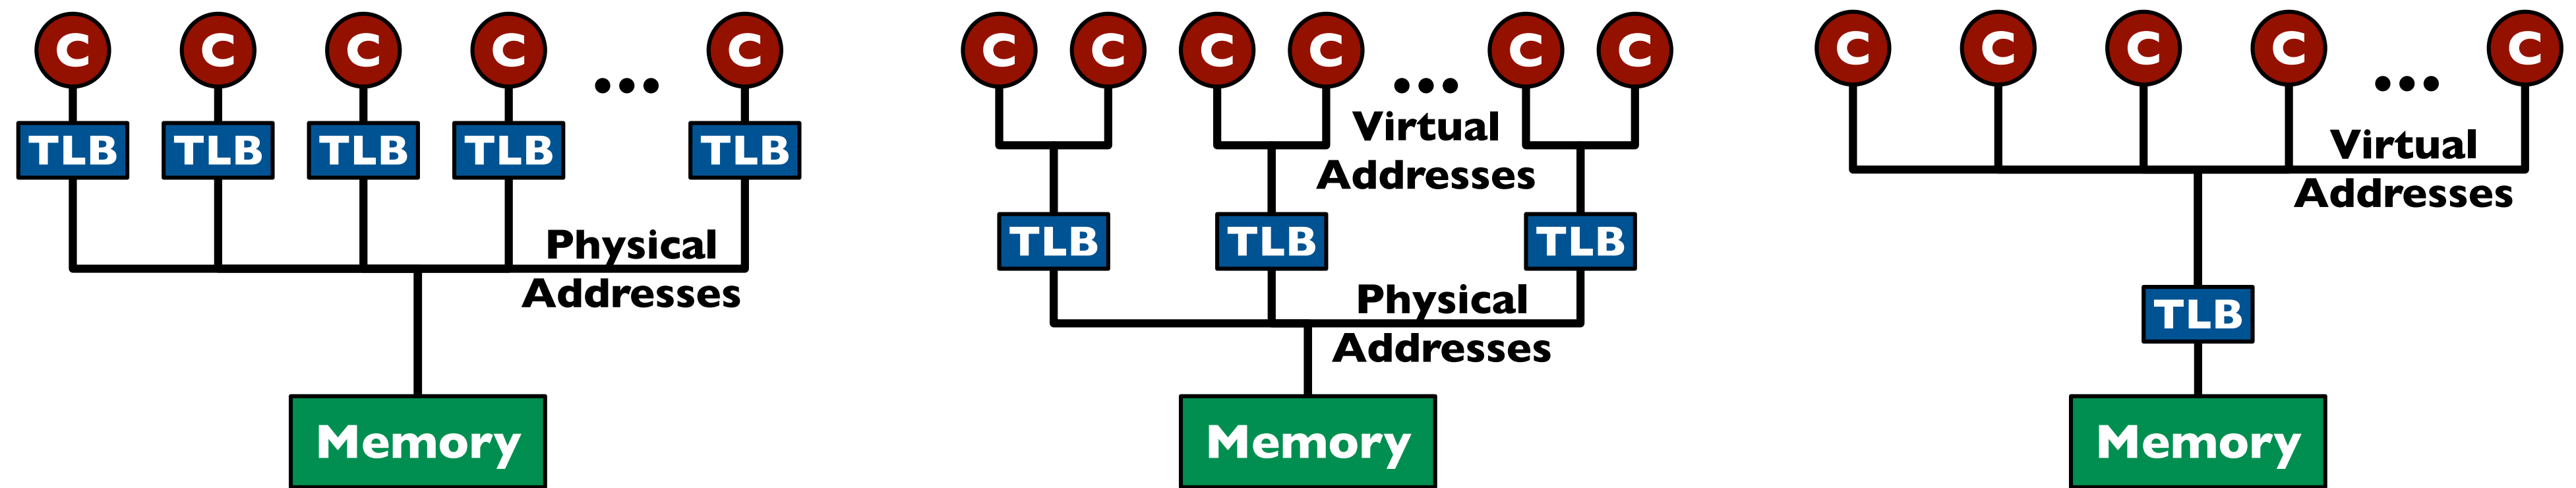 C C C C ... C
TLB TLB TLB TLB TLB
Physical
Addresses
Memory
C C C C ... C C
Virtual
Addresses
TLB TLB TLB
Physical
Addresses
Memory
C C C C ... C
Virtual
Addresses
TLB
Memory